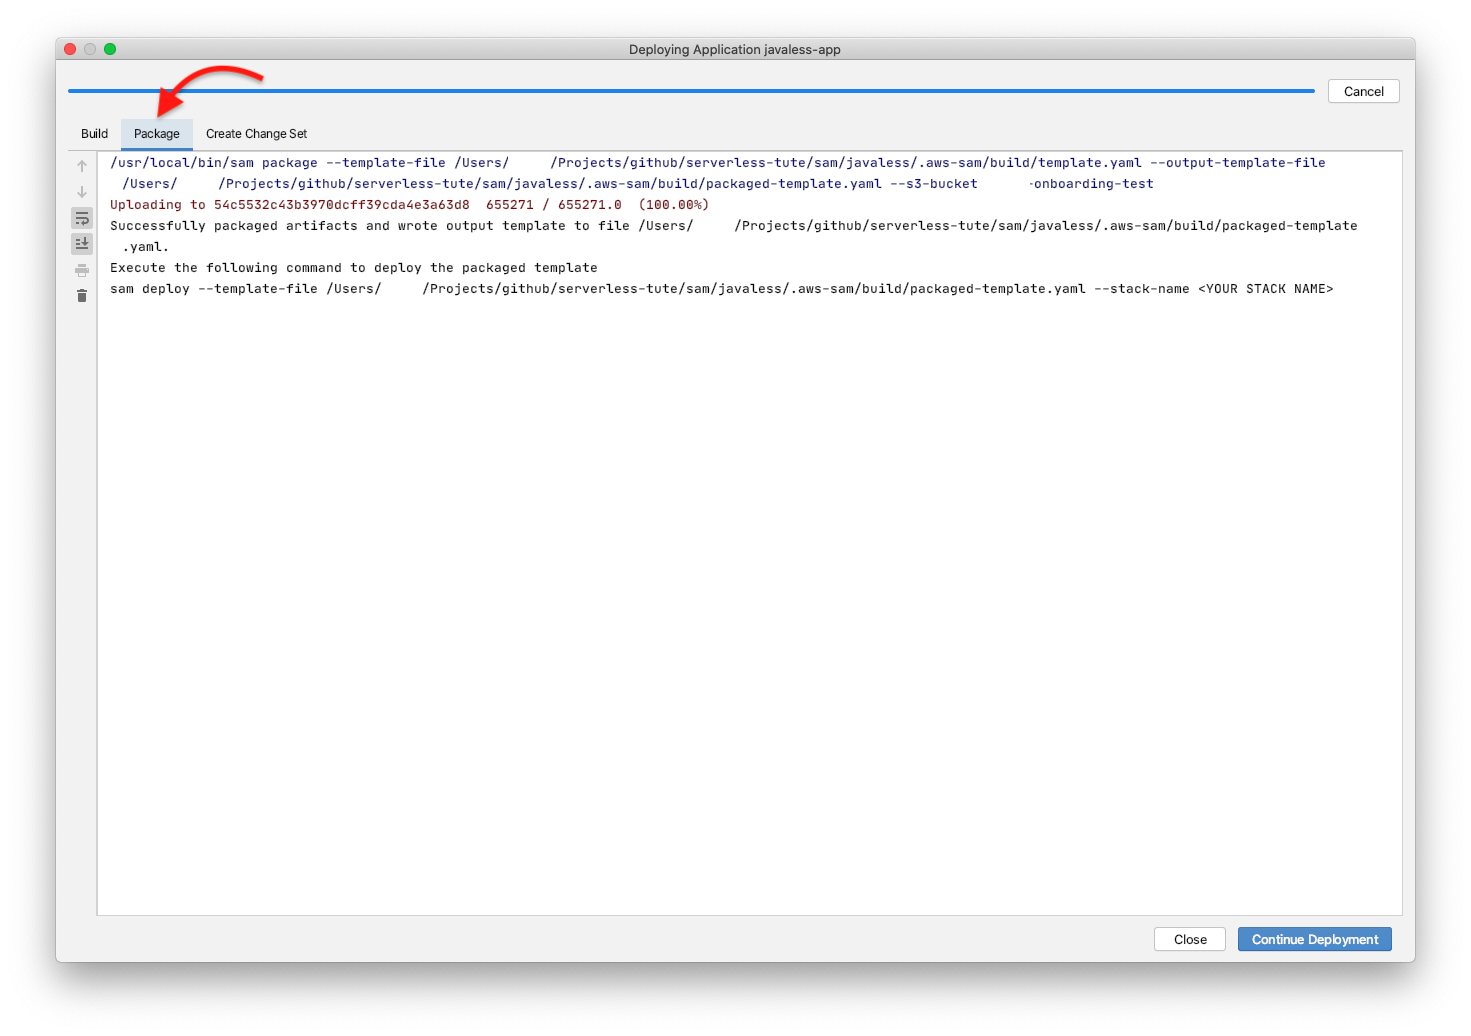 Deploying Application javaless-app
Cancel
Build Package Create Change Set
/usr/local/bin/sam package --template-file /Users/ /Projects/github/serverless-tute/sam/javaless/.aws-sam/build/template.yaml --output-template-file
/Users/ /Projects/github/serverless-tute/sam/javaless/.aws-sam/build/packaged-template.yaml --s3-bucket -onboarding-test
Uploading to 54c5532c43b3970dcff39cda4e3a63d8 655271 / 655271.0 (100.00%)
Successfully packaged artifacts and wrote output template to file /Users/ /Projects/github/serverless-tute/sam/javaless/.aws-sam/build/packaged-template
.yaml.
Execute the following command to deploy the packaged template
sam deploy --template-file /Users/ /Projects/github/serverless-tute/sam/javaless/.aws-sam/build/packaged-template.yaml --stack-name <YOUR STACK NAME>
Close Continue Deployment